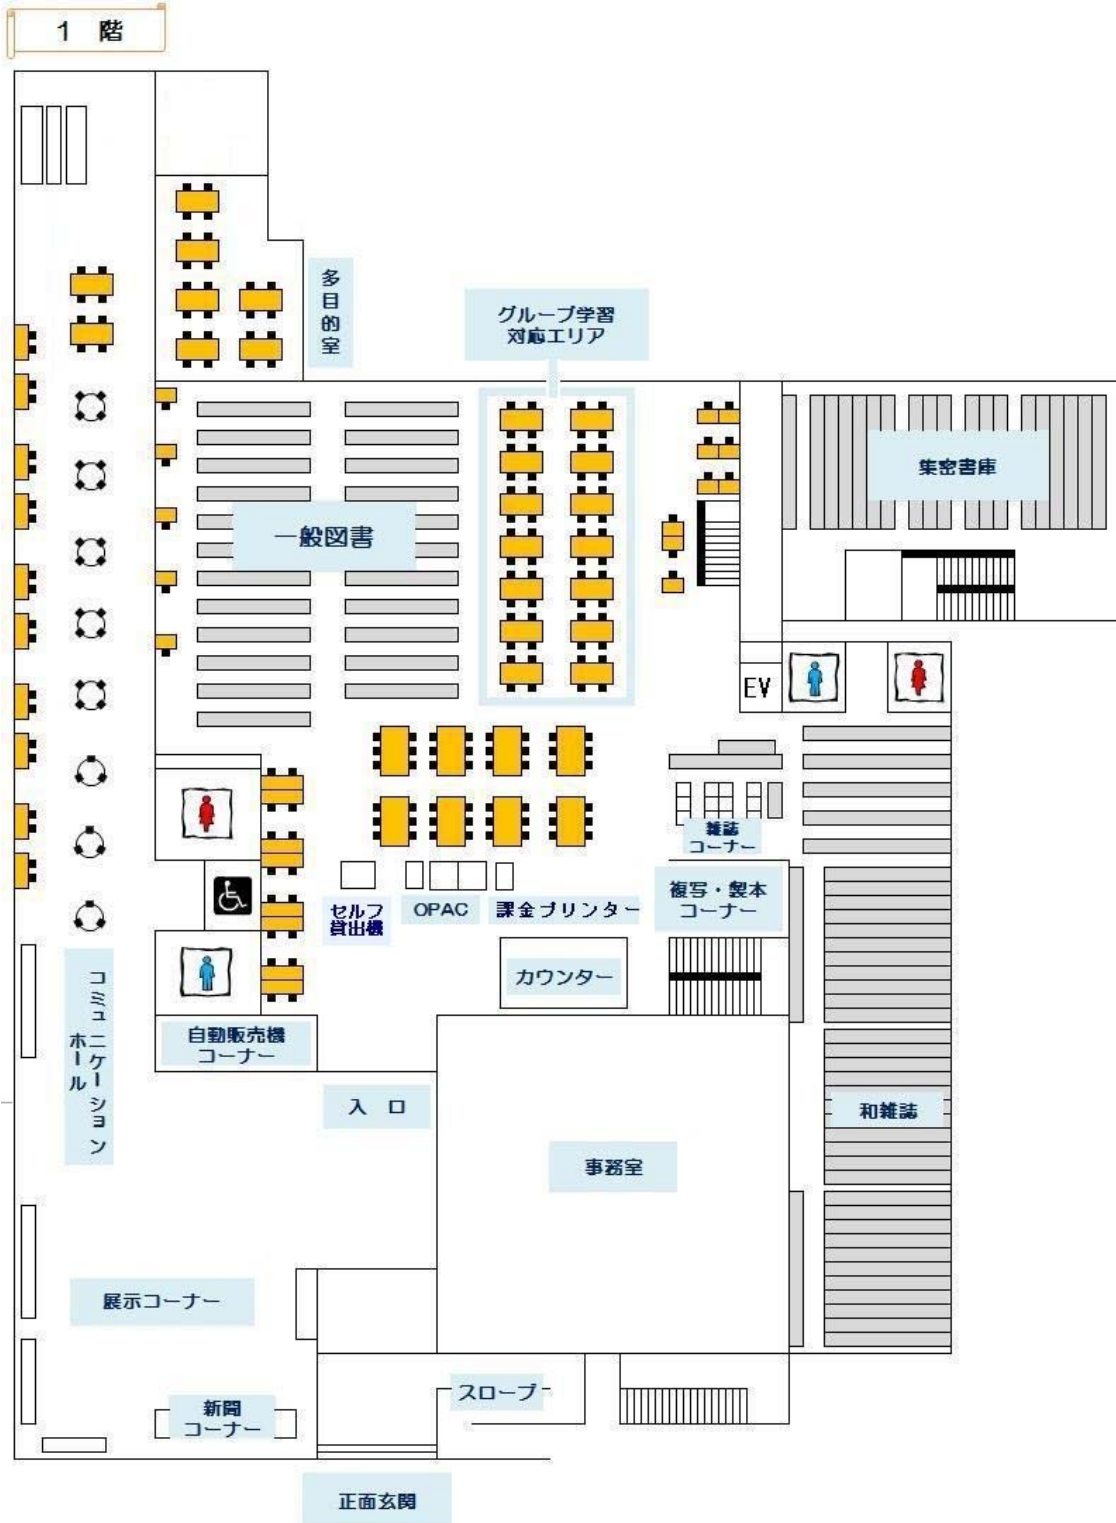 1 階
多目的室
グループ学習
対応エリア
集密書庫
一般図書
EV
雑誌
コーナー
複写・製本
コーナー
セルフ
貸出機
OPAC
課金プリンター
カウンター
コミュニケーション
ホール
自動販売機
コーナー
入 口
和雑誌
事務室
展示コーナー
スロープ
新聞
コーナー
正面玄関